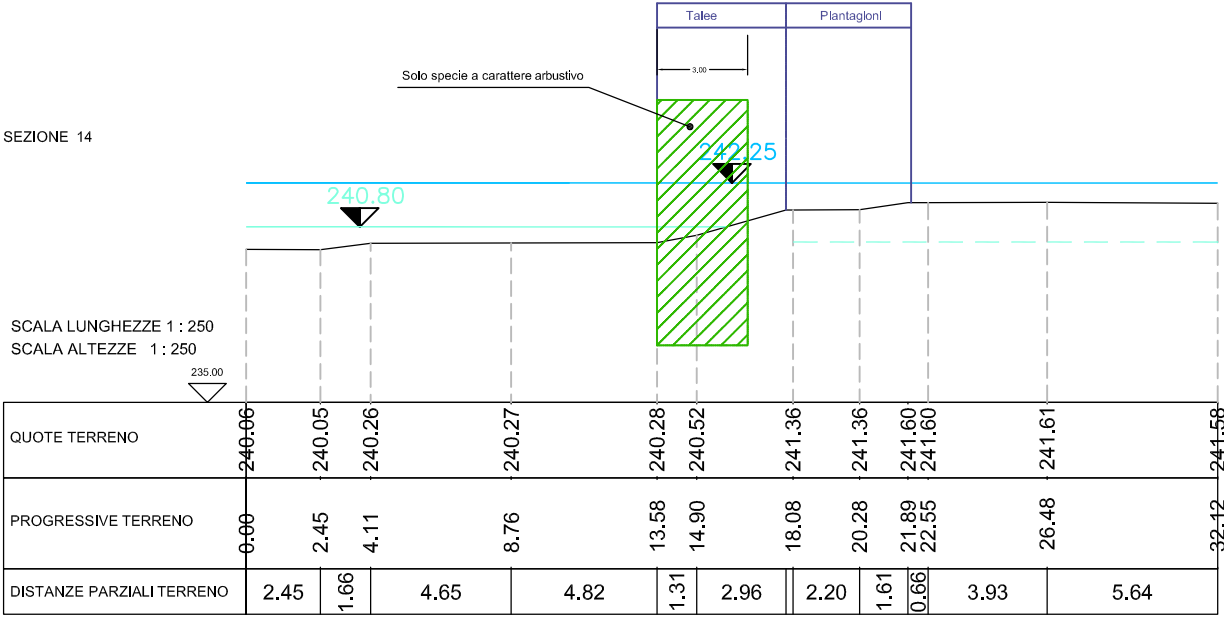 Talee
Piantagioni
3.00
Solo specie a carattere arbustivo
SEZIONE 14
242.25
240.80
SCALA LUNGHEZZE 1 : 250
SCALA ALTEZZE 1 : 250
235.00
QUOTE TERRENO 240.06 240.05 240.26 240.27 240.28 240.52 241.36 241.36 241.60 241.60 241.61 241.58
PROGRESSIVE TERRENO 0.00 2.45 4.11 8.76 13.58 14.90 18.08 20.28 21.89 22.55 26.48 32.12
DISTANZE PARZIALI TERRENO 2.45 1.66 4.65 4.82 1.31 2.96 2.20 1.61 0.66 3.93 5.64